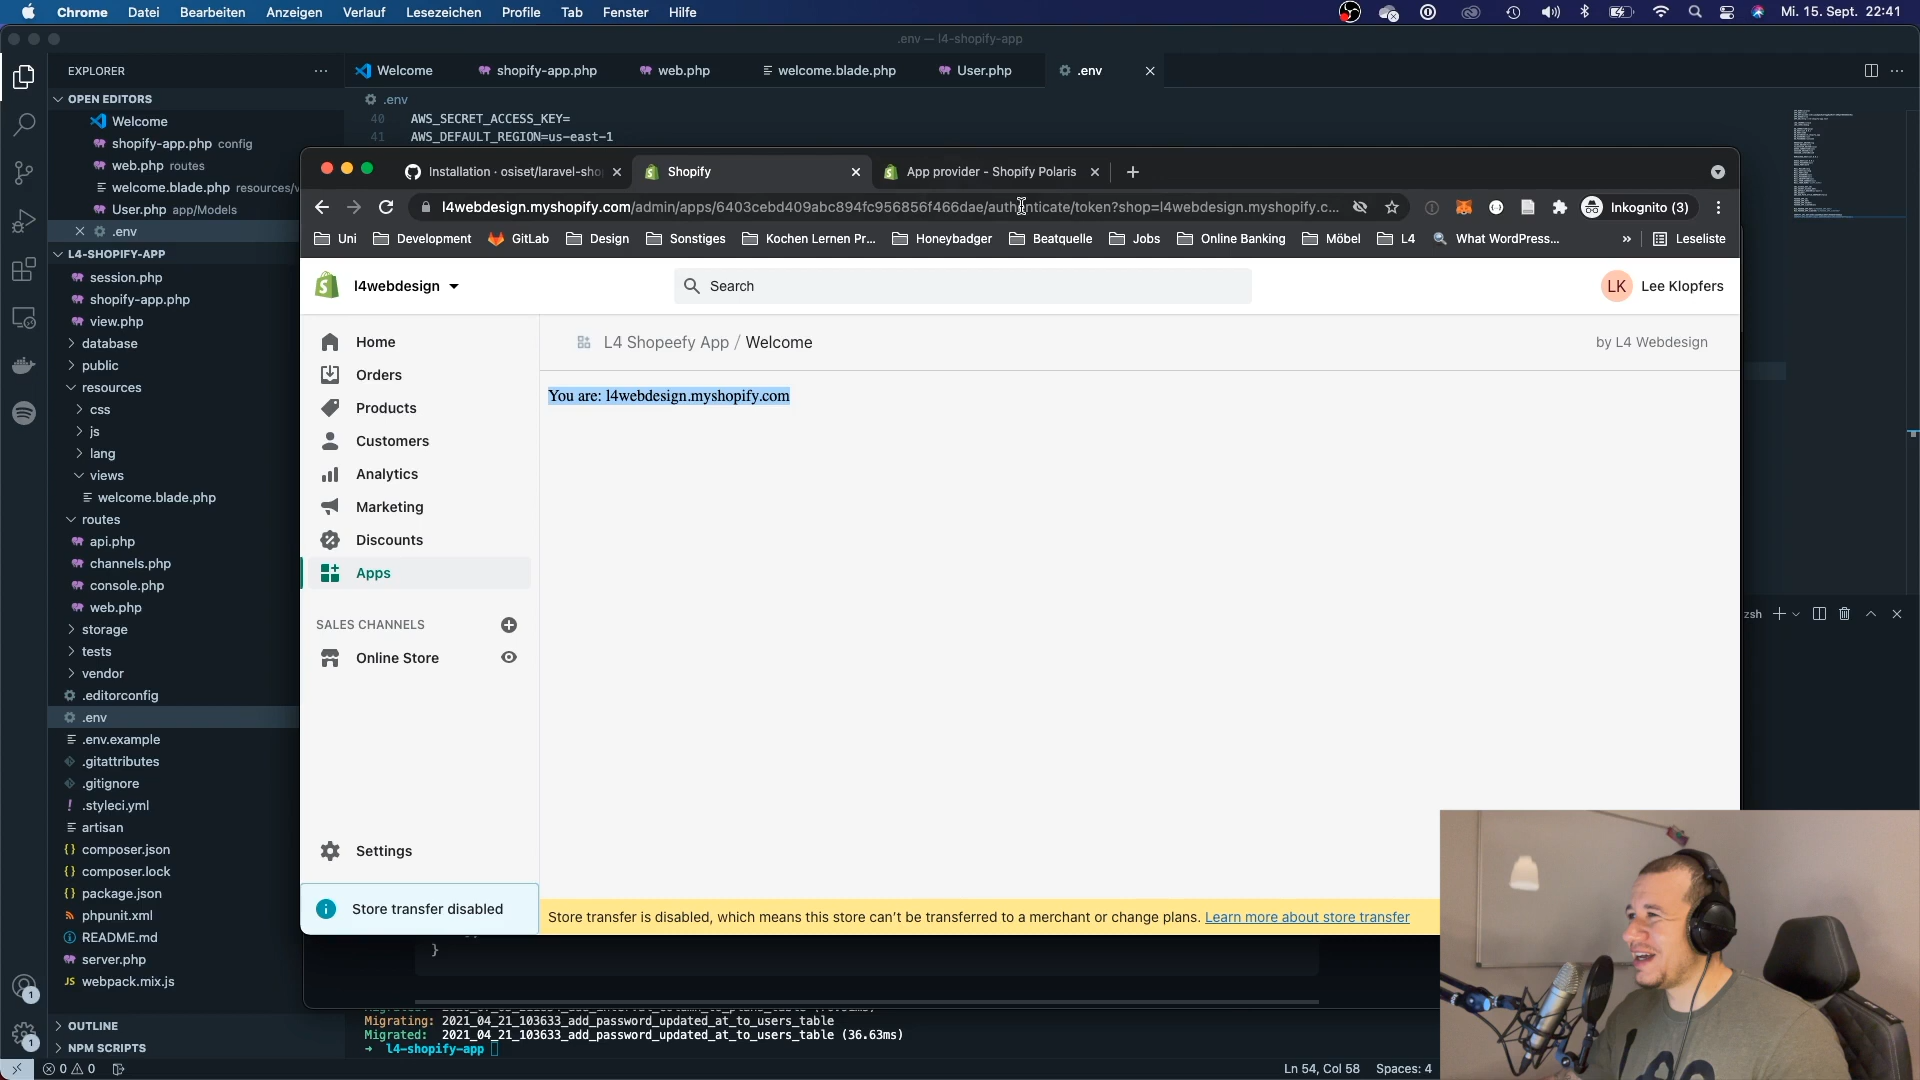 Chrome Datei Bearbeiten Anzeigen Verlauf Lesezeichen Profile Tab Fenster Hilfe Mi. 15. Sept. 22:41
.env — l4-shopify-app
EXPLORER
Welcome shopify-app.php web.php welcome.blade.php User.php .env
OPEN EDITORS
.env
Welcome
40 AWS_SECRET_ACCESS_KEY=
41 AWS_DEFAULT_REGION=us-east-1
shopify-app.php config
web.php routes
welcome.blade.php resources/v
User.php app/Models
.env
L4-SHOPIFY-APP
session.php
shopify-app.php
view.php
database
public
resources
css
js
lang
views
welcome.blade.php
routes
api.php
channels.php
console.php
web.php
storage
tests
vendor
.editorconfig
.env
.env.example
.gitattributes
.gitignore
.styleci.yml
artisan
composer.json
composer.lock
package.json
phpunit.xml
README.md
server.php
JS webpack.mix.js
OUTLINE
NPM SCRIPTS
1
1
0 0
Installation · osiset/laravel-sho Shopify App provider - Shopify Polaris
l4webdesign.myshopify.com/admin/apps/6403cebd409abc894fc956856f466dae/authenticate/token?shop=l4webdesign.myshopify.c... Inkognito (3)
Uni Development GitLab Design Sonstiges Kochen Lernen Pr... Honeybadger Beatquelle Jobs Online Banking Möbel L4 What WordPress... » Leseliste
l4webdesign Search LK Lee Klopfers
Home
Orders
Products
Customers
Analytics
Marketing
Discounts
Apps
SALES CHANNELS
Online Store
Settings
Store transfer disabled
L4 Shopeefy App / Welcome by L4 Webdesign
You are: l4webdesign.myshopify.com
Store transfer is disabled, which means this store can't be transferred to a merchant or change plans. Learn more about store transfer
zsh
}
Migrating: 2021_04_21_103633_add_password_updated_at_to_users_table
Migrated: 2021_04_21_103633_add_password_updated_at_to_users_table (36.63ms)
→ l4-shopify-app
Ln 54, Col 58 Spaces: 4